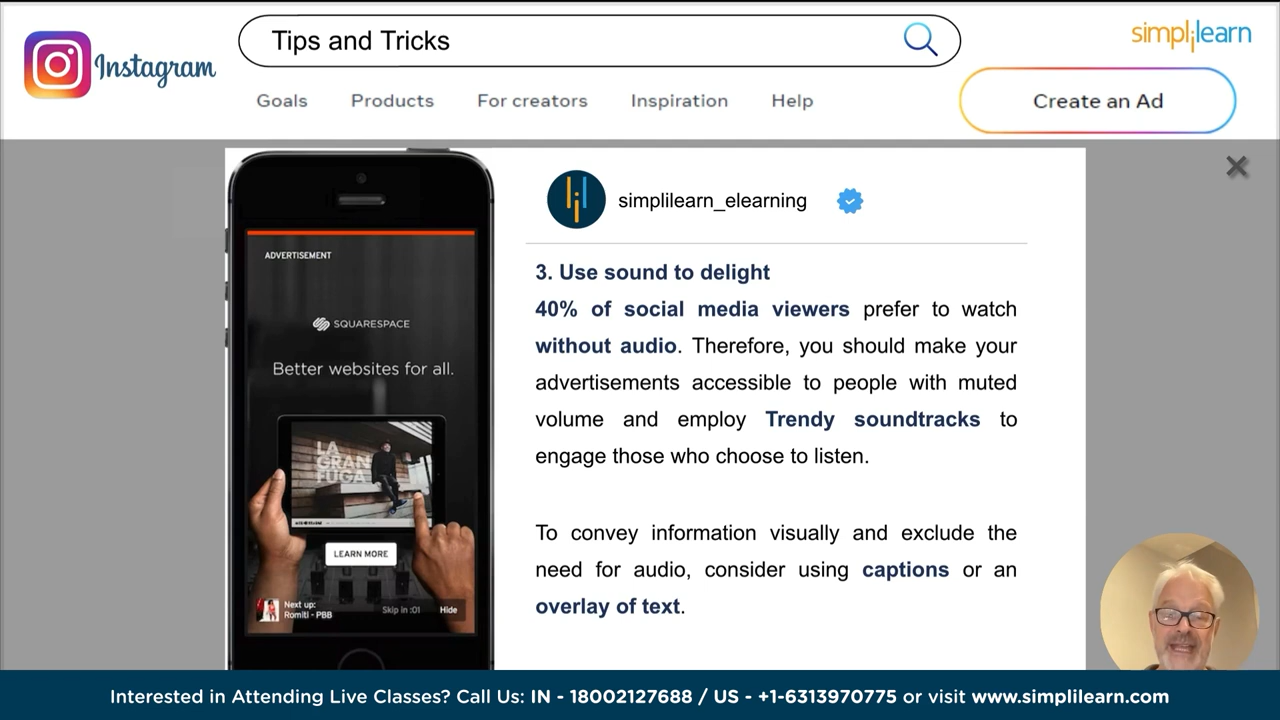 Instagram
Tips and Tricks
simplilearn
Goals
Products
For creators
Inspiration
Help
Create an Ad
ADVERTISEMENT
SQUARESPACE
Better websites for all.
LA
GRAN
FUGA
LEARN MORE
Next up:
Romiti - PBB
Skip in :01
Hide
simplilearn_elearning
3. Use sound to delight
40% of social media viewers prefer to watch
without audio. Therefore, you should make your
advertisements accessible to people with muted
volume and employ Trendy soundtracks to
engage those who choose to listen.
To convey information visually and exclude the
need for audio, consider using captions or an
overlay of text.
Interested in Attending Live Classes? Call Us: IN - 18002127688 / US - +1-6313970775 or visit www.simplilearn.com